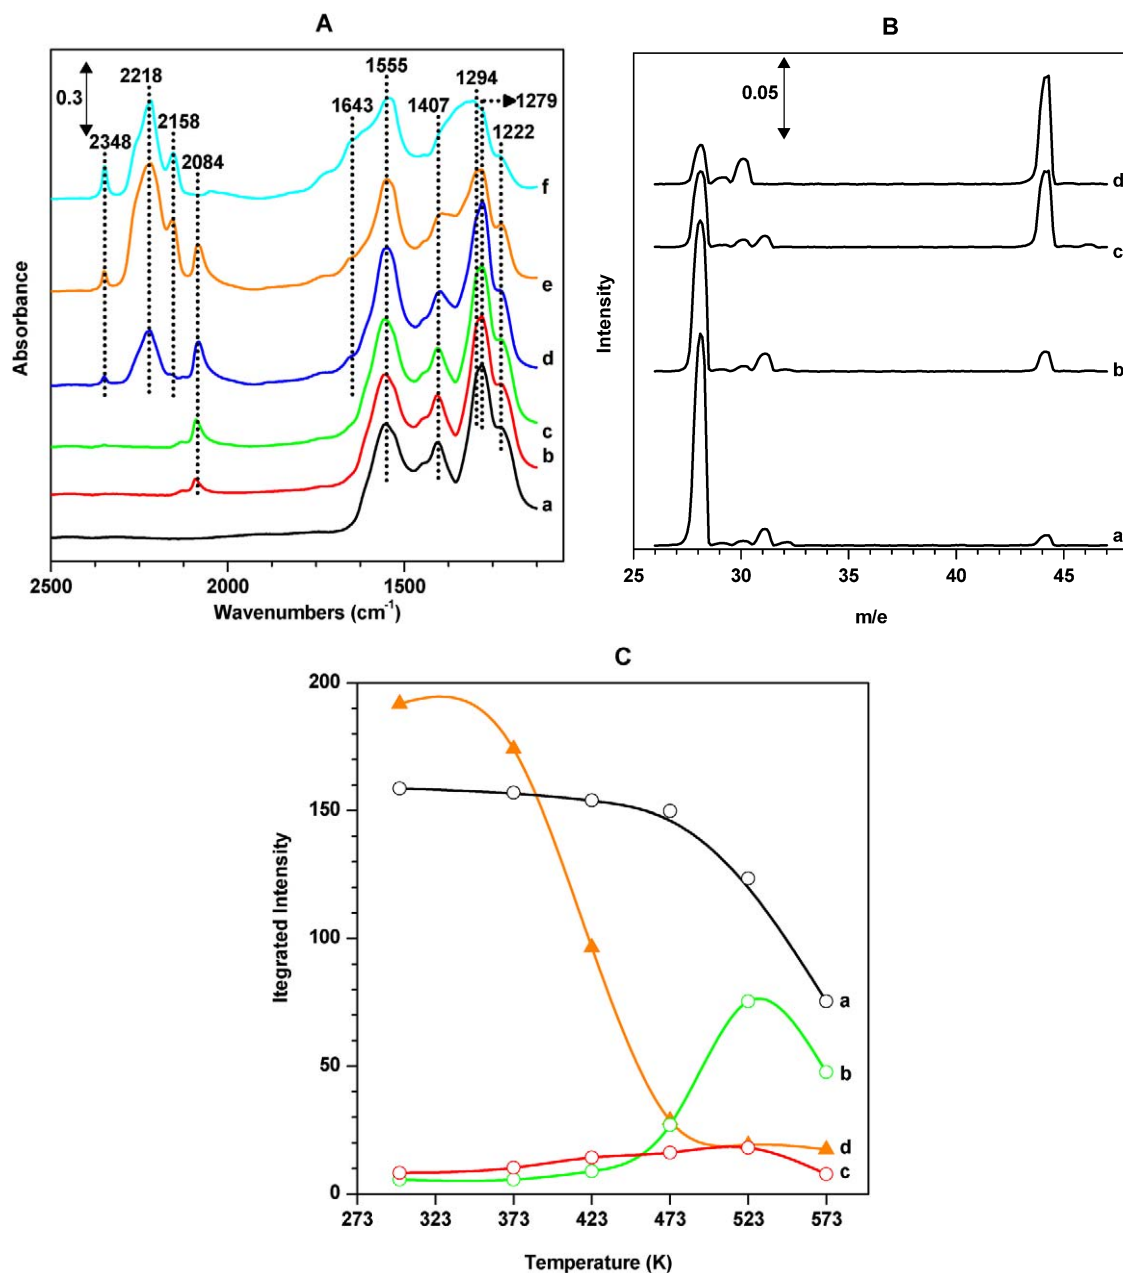 A
0.3
2218
2348
2158
2084
1643
1555
1407
1294
1279
1222
f
e
d
c
b
a
Absorbance
2500
2000
1500
Wavenumbers (cm-1)
B
0.05
d
c
b
a
Intensity
25
30
35
40
45
m/e
C
200
150
100
50
0
Itegrated Intensity
a
b
d
c
273
323
373
423
473
523
573
Temperature (K)